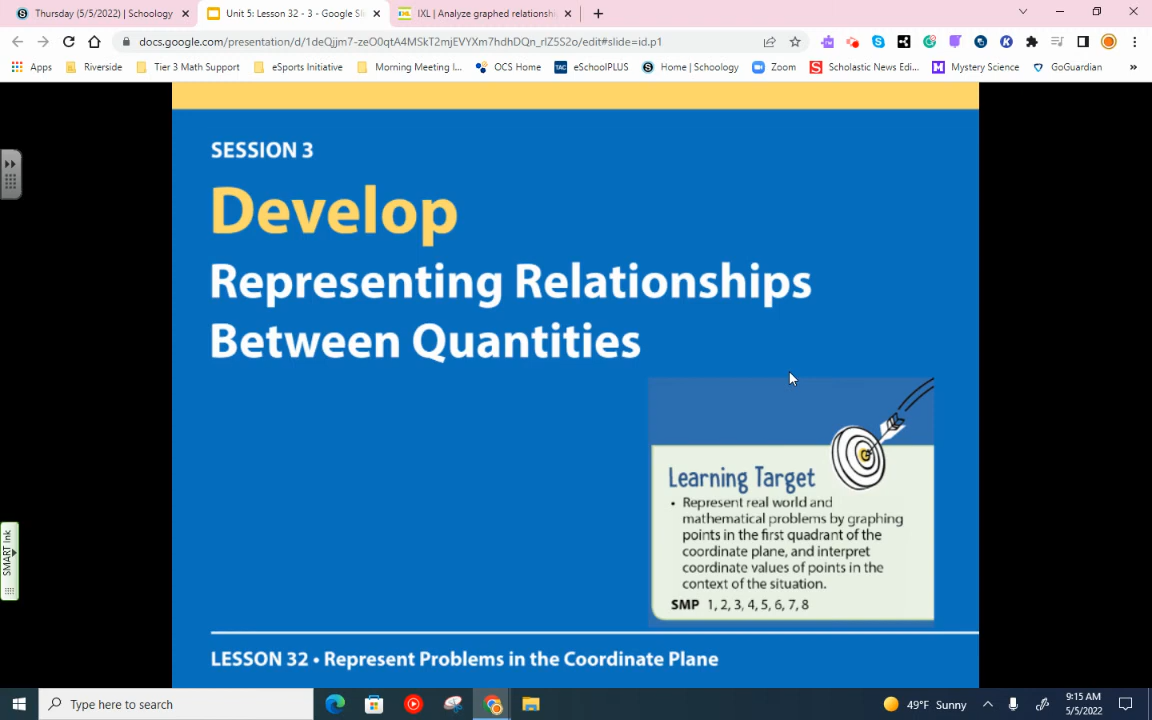 Thursday (5/5/2022) | Schoology
Unit 5: Lesson 32 - 3 - Google Sl
IXL | Analyze graphed relationshi
docs.google.com/presentation/d/1deQjjm7-zeO0qtA4MSkT2mjEVYXm7hdhDQn_rlZ5S2o/edit#slide=id.p1
Apps Riverside Tier 3 Math Support eSports Initiative Morning Meeting I... OCS Home TAC eSchoolPLUS Home | Schoology Zoom Scholastic News Edi... Mystery Science GoGuardian »
SESSION 3
Develop
Representing Relationships
Between Quantities
Learning Target
• Represent real world and
mathematical problems by graphing
points in the first quadrant of the
coordinate plane, and interpret
coordinate values of points in the
context of the situation.
SMP 1, 2, 3, 4, 5, 6, 7, 8
LESSON 32 • Represent Problems in the Coordinate Plane
SMART Ink
Type here to search
49°F Sunny
9:15 AM
5/5/2022